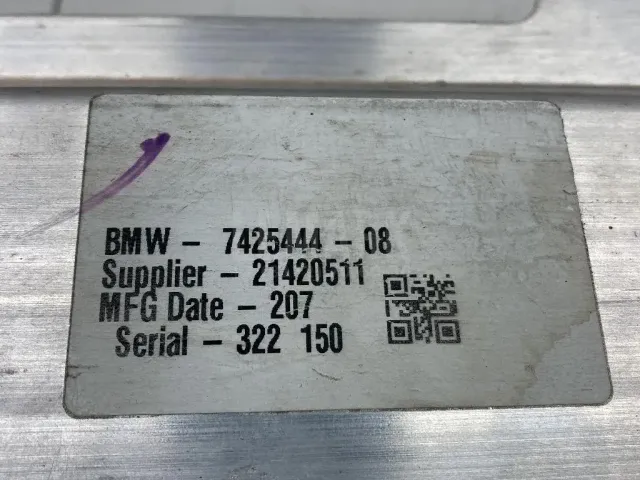 BMW - 7425444 - 08
Supplier - 21420511
MFG Date - 207
Serial - 322 150